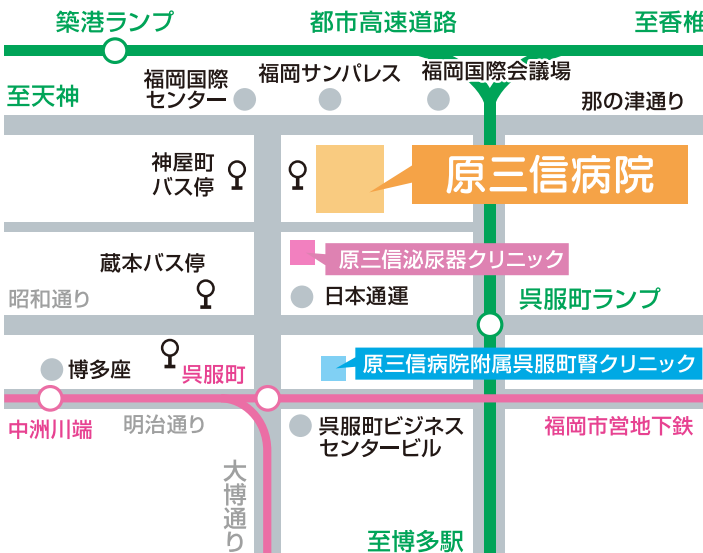 築港ランプ
都市高速道路
至香椎
至天神
福岡国際
センター
福岡サンパレス
福岡国際会議場
那の津通り
神屋町
バス停
原三信病院
蔵本バス停
原三信泌尿器クリニック
昭和通り
日本通運
呉服町ランプ
博多座
呉服町
原三信病院附属呉服町腎クリニック
中洲川端
明治通り
呉服町ビジネス
センタービル
福岡市営地下鉄
大博通り
至博多駅